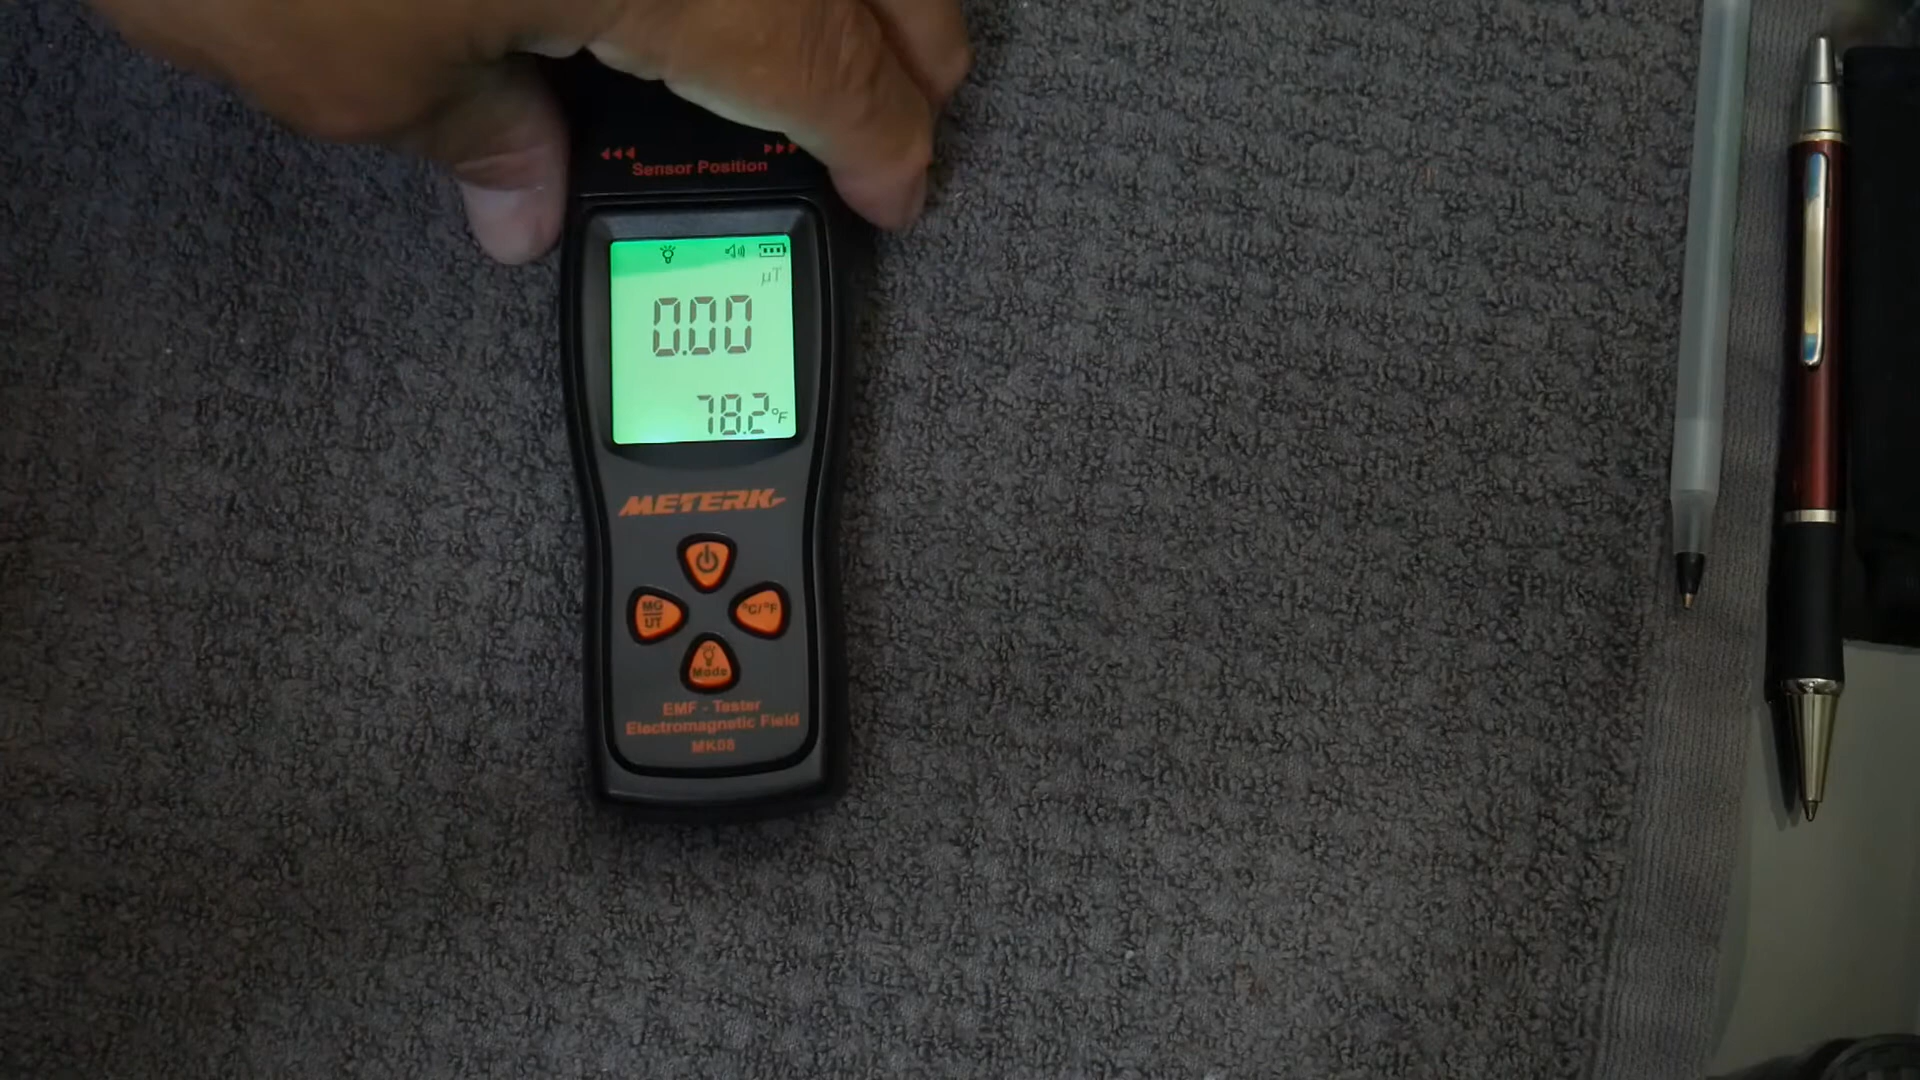 Sensor Position
µT
0.00
78.2°F
METERK
MG
UT
°C/°F
Mode
EMF - Tester
Electromagnetic Field
MK08